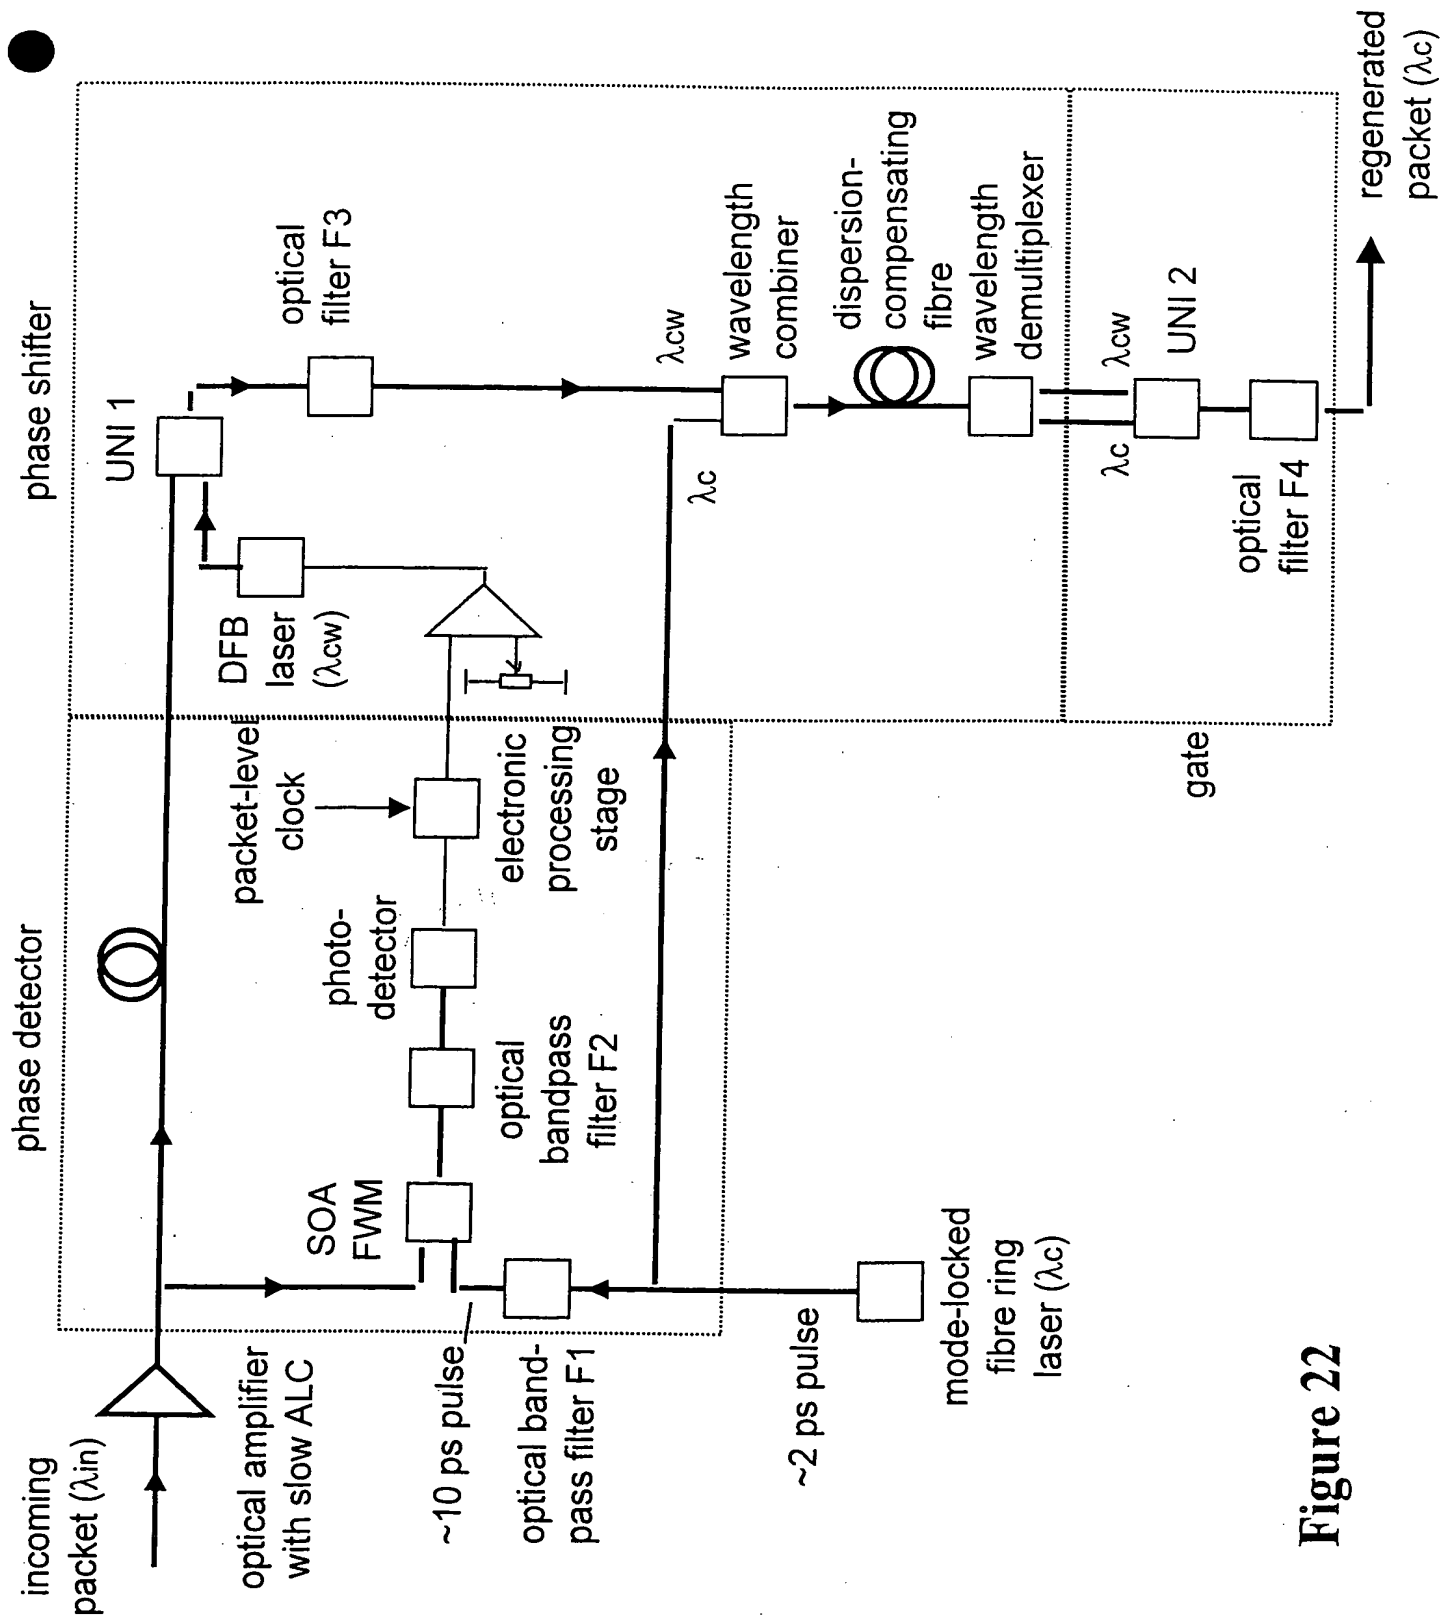 phase detector
phase shifter
incoming
packet (λin)
optical amplifier
with slow ALC
~10 ps pulse
optical band-
pass filter F1
~2 ps pulse
mode-locked
fibre ring
laser (λc)
SOA
FWM
optical
bandpass
filter F2
photo-
detector
packet-level
clock
electronic
processing
stage
DFB
laser
(λcw)
UNI 1
optical
filter F3
λc
λcw
wavelength
combiner
dispersion-
compensating
fibre
wavelength
demultiplexer
gate
λc
λcw
UNI 2
optical
filter F4
regenerated
packet (λc)
Figure 22